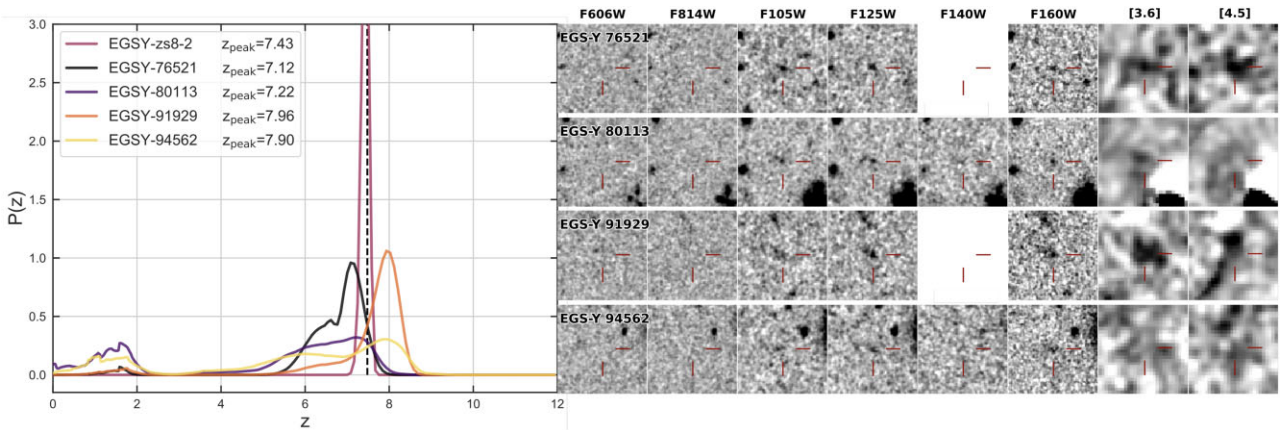 EGSY-zs8-2 z_peak=7.43
EGSY-76521 z_peak=7.12
EGSY-80113 z_peak=7.22
EGSY-91929 z_peak=7.96
EGSY-94562 z_peak=7.90
P(z)
3.0
2.5
2.0
1.5
1.0
0.5
0.0
0 2 4 6 8 10 12
z
F606W F814W F105W F125W F140W F160W [3.6] [4.5]
EGS-Y 76521
EGS-Y 80113
EGS-Y 91929
EGS-Y 94562